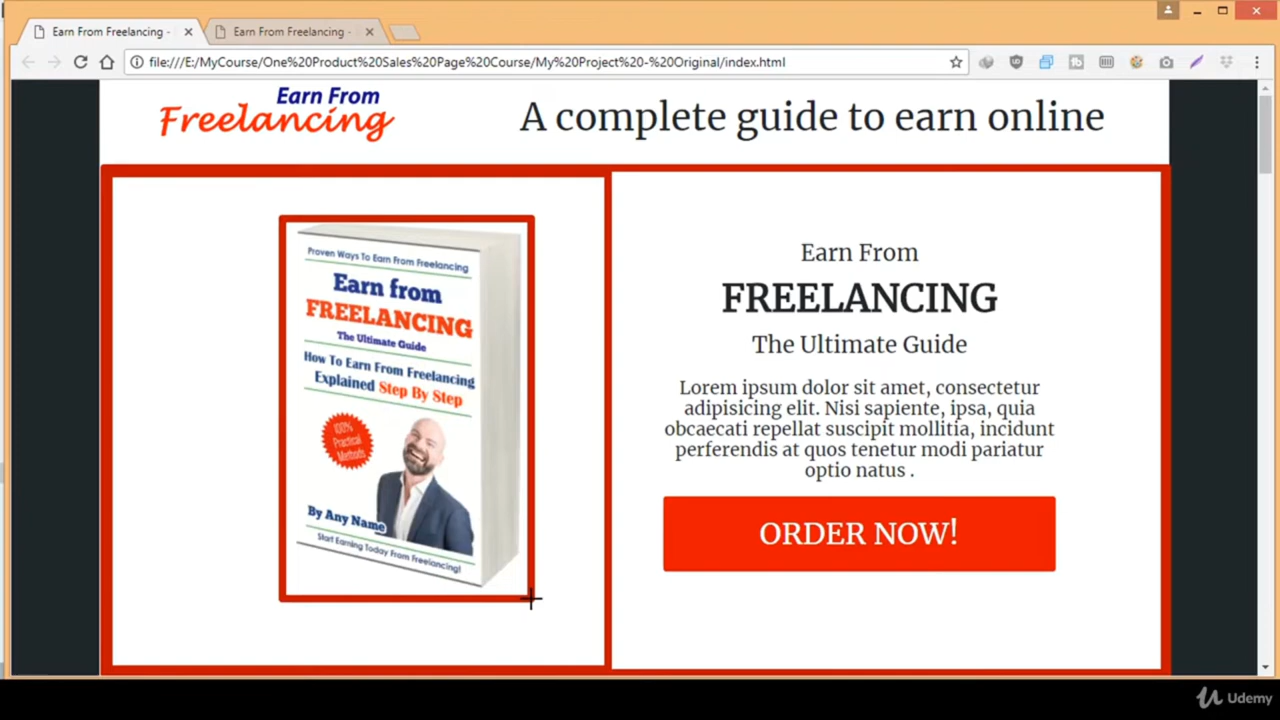 Earn From Freelancing -
Earn From Freelancing -
file:///E:/MyCourse/One%20Product%20Sales%20Page%20Course/My%20Project%20-%20Original/index.html
Earn From
Freelancing
A complete guide to earn online
Proven Ways To Earn From Freelancing
Earn from
FREELANCING
The Ultimate Guide
How To Earn From Freelancing
Explained Step By Step
100%
Practical
Methods
By Any Name
Start Earning Today From Freelancing!
Earn From
FREELANCING
The Ultimate Guide
Lorem ipsum dolor sit amet, consectetur
adipisicing elit. Nisi sapiente, ipsa, quia
obcaecati repellat suscipit mollitia, incidunt
perferendis at quos tenetur modi pariatur
optio natus .
ORDER NOW!
Udemy